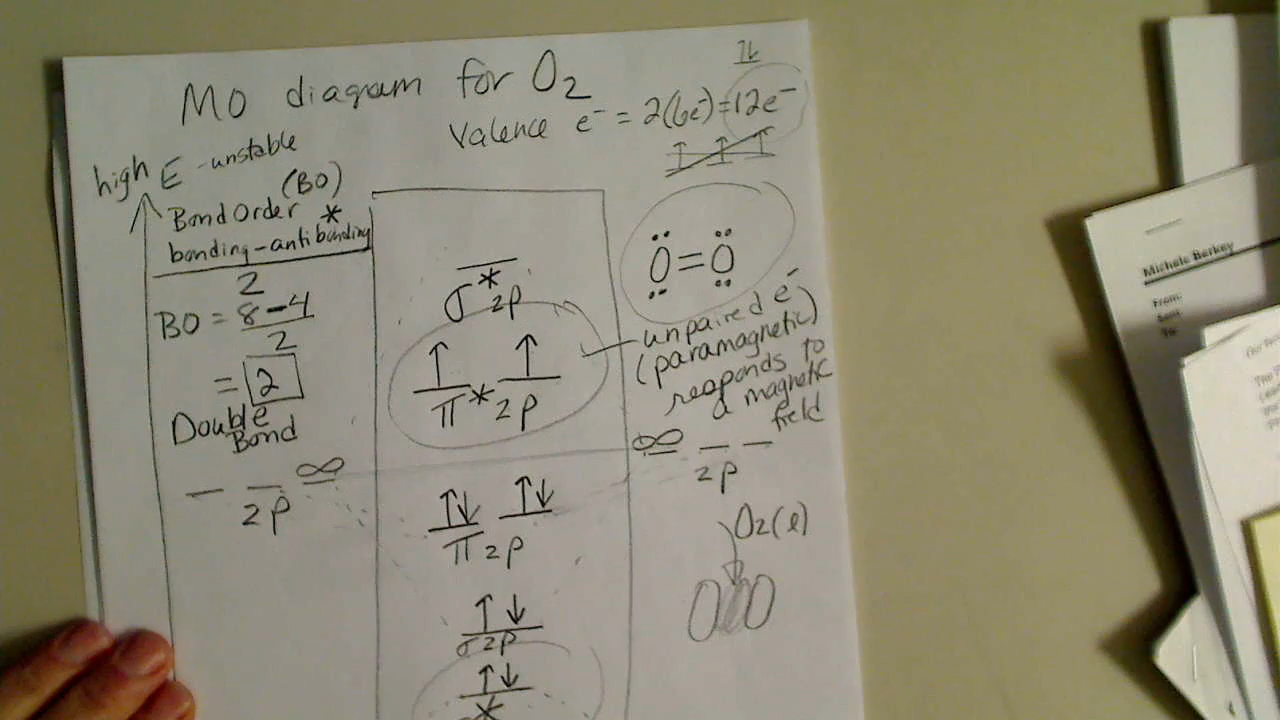 MO diagram for O2
Valence e- = 2(6e-) = 12e-
high E - unstable
(BO)
Bond Order *
bonding - antibonding
2
BO = 8-4
2
= 2
Double
Bond
2p
σ*2p
π*2p
π2p
σ2p
*
O=O
unpaired e-
(paramagnetic)
responds to
a magnetic
field
2p
O2(l)
Michele Berkey
From:
Sent:
To: